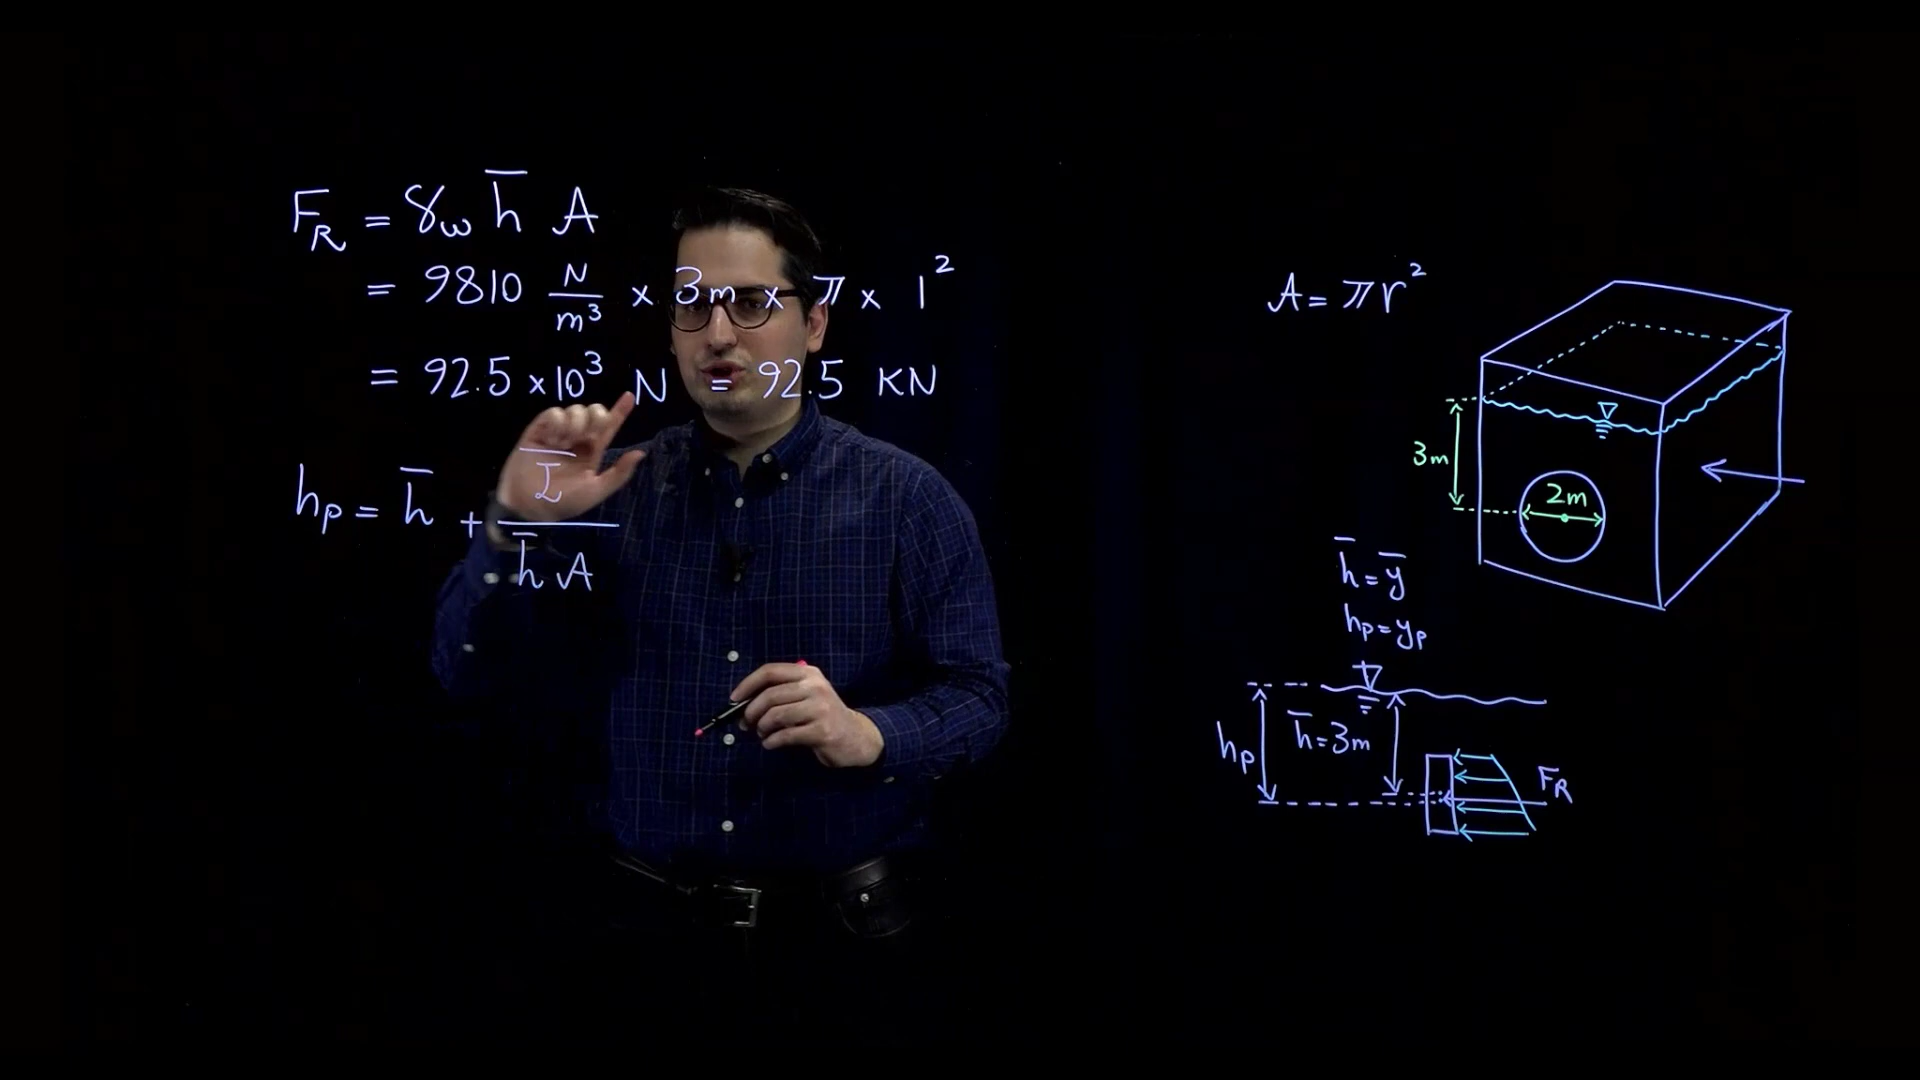 F_R = γ_w h̅ A
= 9810 N/m³ × 3m × π × 1²
= 92.5 × 10³ N = 92.5 KN
h_p = h̅ + I̅ / h̅ A
A = πr²
3m
2m
h̅ = y̅
h_p = y_p
h_p
h̅ = 3m
F_R